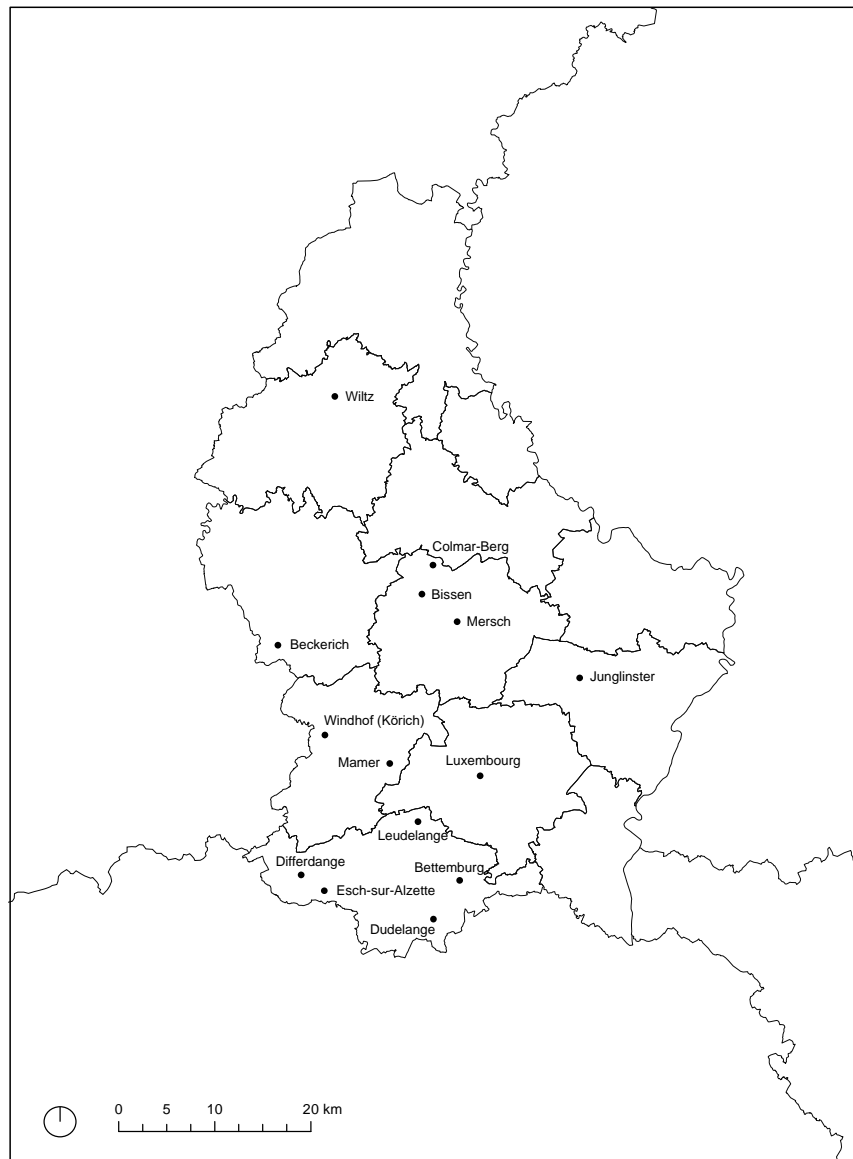 Wiltz
Colmar-Berg
Bissen
Mersch
Beckerich
Junglinster
Windhof (Körich)
Mamer
Luxembourg
Leudelange
Differdange
Bettemburg
Esch-sur-Alzette
Dudelange
0 5 10 20 km